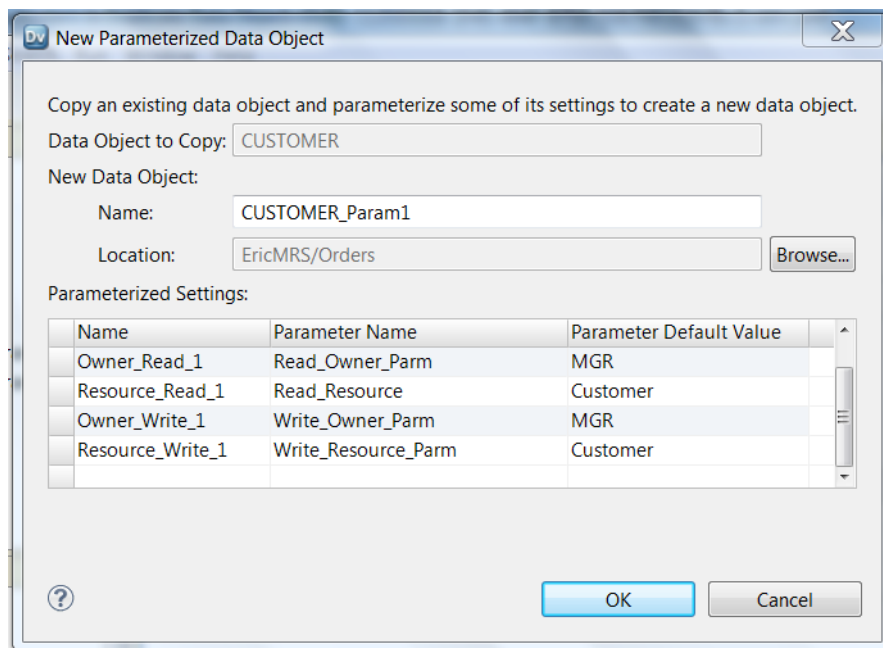 Dv New Parameterized Data Object
Copy an existing data object and parameterize some of its settings to create a new data object.
Data Object to Copy: CUSTOMER
New Data Object:
Name: CUSTOMER_Param1
Location: EricMRS/Orders Browse...
Parameterized Settings:
Name Parameter Name Parameter Default Value
Owner_Read_1 Read_Owner_Parm MGR
Resource_Read_1 Read_Resource Customer
Owner_Write_1 Write_Owner_Parm MGR
Resource_Write_1 Write_Resource_Parm Customer
? OK Cancel